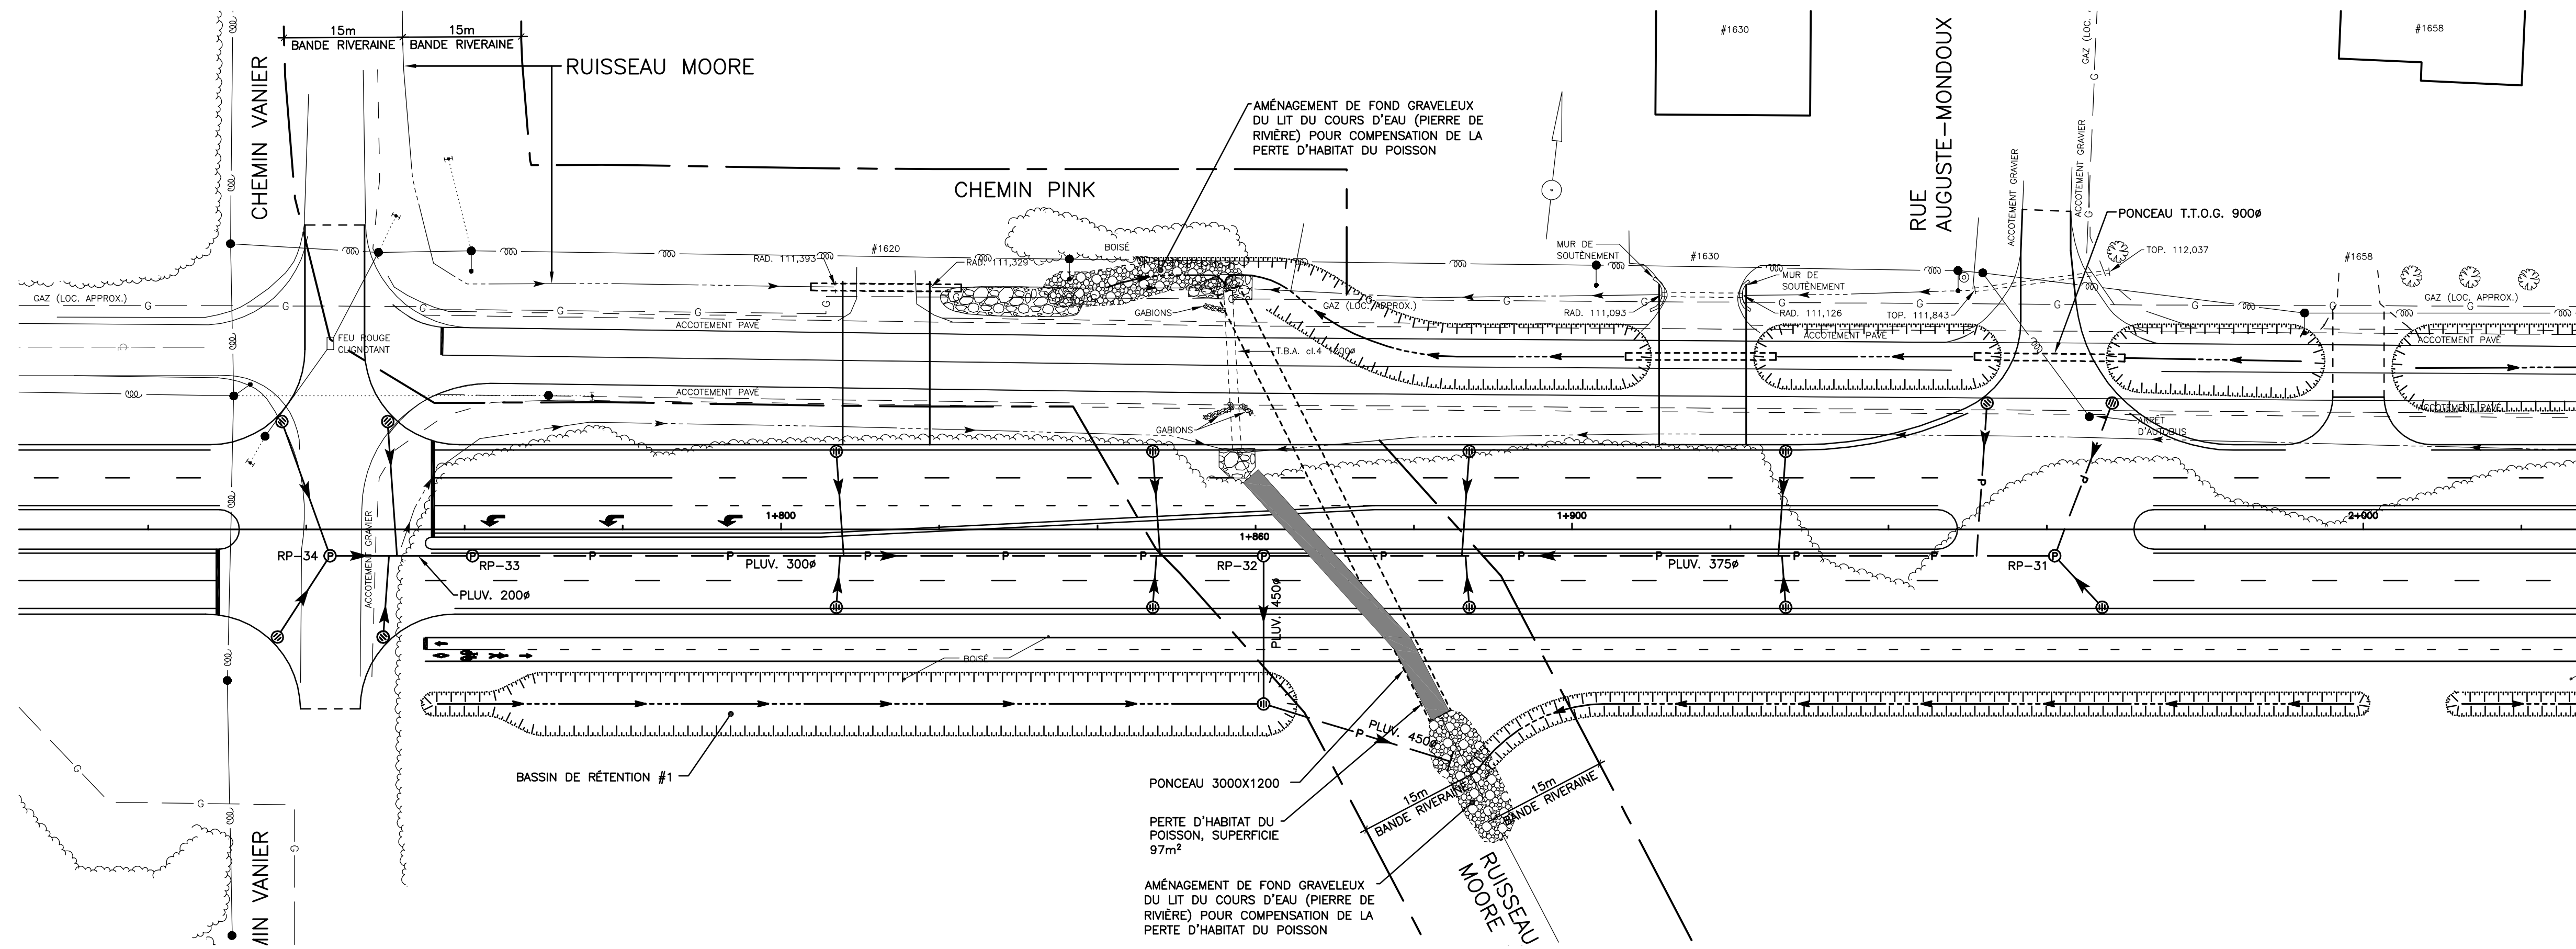 15m
BANDE RIVERAINE
15m
BANDE RIVERAINE
RUISSEAU MOORE
CHEMIN VANIER
#1630
RUE
AUGUSTE-MONDOUX
GAZ (LOC.
G
#1658
AMÉNAGEMENT DE FOND GRAVELEUX
DU LIT DU COURS D'EAU (PIERRE DE
RIVIÈRE) POUR COMPENSATION DE LA
PERTE D'HABITAT DU POISSON
CHEMIN PINK
ACCOTEMENT GRAVIER
ACCOTEMENT GRAVIER
PONCEAU T.T.O.G. 900ø
#1620
BOISÉ
MUR DE
SOUTÈNEMENT
#1630
TOP. 112,037
#1658
RAD. 111,393
RAD. 111,329
MUR DE
SOUTÈNEMENT
GAZ (LOC. APPROX.)
G
G
G
G
GAZ (LOC. APPROX.)
G
G
GAZ (LOC. APPROX.)
GABIONS
RAD. 111,093
RAD. 111,126
TOP. 111,843
ACCOTEMENT PAVÉ
ACCOTEMENT PAVÉ
ACCOTEMENT PAVÉ
FEU ROUGE
CLIGNOTANT
T.B.A. cl.4 1800ø
ACCOTEMENT PAVÉ
ACCOTEMENT PAVÉ
GABIONS
ARRÊT
D'AUTOBUS
P
P
ACCOTEMENT GRAVIER
1+800
1+860
1+900
2+000
RP-34
P
RP-33
P
P
P
P
P
PLUV. 300ø
RP-32
P
P
P
P
P
P
PLUV. 375ø
RP-31
P
PLUV. 200ø
PLUV. 450ø
BOISÉ
BASSIN DE RÉTENTION #1
P
PLUV. 450ø
PONCEAU 3000X1200
15m
BANDE RIVERAINE
15m
BANDE RIVERAINE
PERTE D'HABITAT DU
POISSON, SUPERFICIE
97m²
G
G
G
MIN VANIER
AMÉNAGEMENT DE FOND GRAVELEUX
DU LIT DU COURS D'EAU (PIERRE DE
RIVIÈRE) POUR COMPENSATION DE LA
PERTE D'HABITAT DU POISSON
RUISSEAU
MOORE